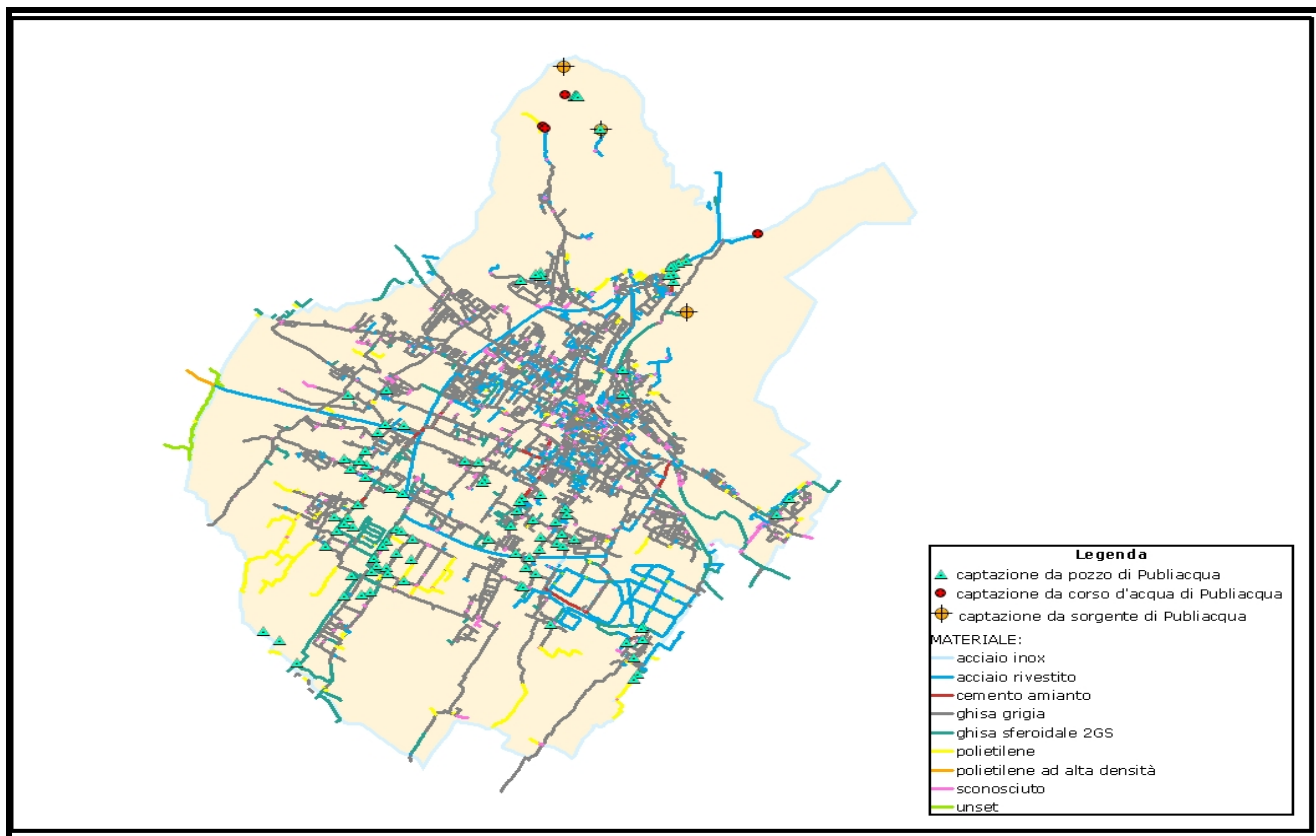 Legenda
captazione da pozzo di Publiacqua
captazione da corso d'acqua di Publiacqua
captazione da sorgente di Publiacqua
MATERIALE:
acciaio inox
acciaio rivestito
cemento amianto
ghisa grigia
ghisa sferoidale 2GS
polietilene
polietilene ad alta densità
sconosciuto
unset